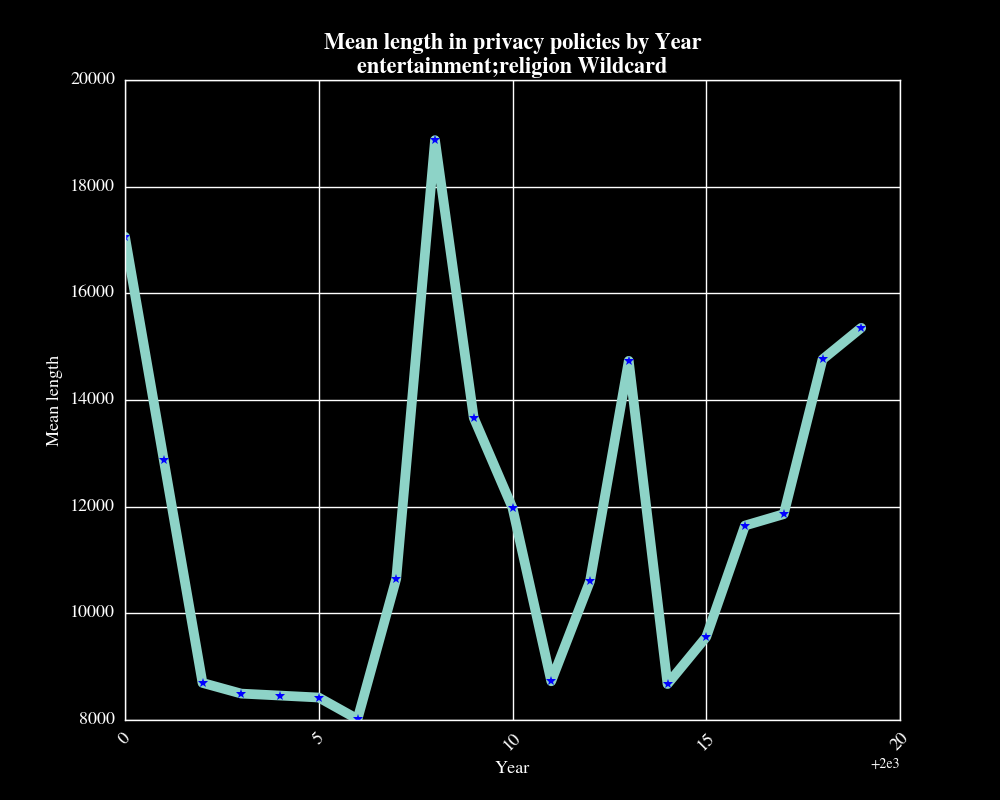 Mean length in privacy policies by Year
entertainment;religion Wildcard
20000
18000
16000
14000
12000
10000
8000
Mean length
0 5 10 15 20
Year
+2e3